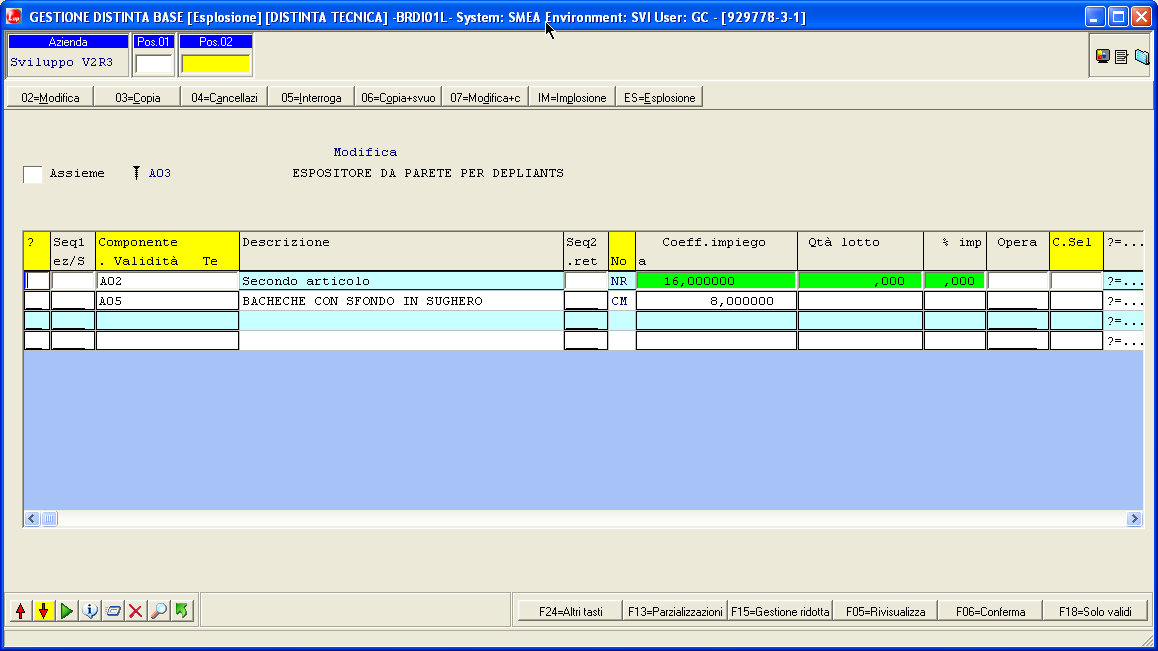 GESTIONE DISTINTA BASE [Esplosione] [DISTINTA TECNICA] -BRDI01L- System: SMEA Environment: SVI User: GC - [929778-3-1]
Azienda Pos.01 Pos.02
Sviluppo V2R3
02=Modifica 03=Copia 04=Cancellazi 05=Interroga 06=Copia+svuo 07=Modifica+c IM=Implosione ES=Esplosione
Modifica
Assieme A03 ESPOSITORE DA PARETE PER DEPLIANTS
? Seq1 Componente Descrizione Seq2 Coeff.impiego Qtà lotto % imp Opera C.Sel ?=...
ez/S . Validità Te .ret No a
A02 Secondo articolo NR 16,000000 ,000 ,000 ?=...
A05 BACHECHE CON SFONDO IN SUGHERO CM 8,000000 ?=...
?=...
?=...
F24=Altri tasti F13=Parzializzazioni F15=Gestione ridotta F05=Rivisualizza F06=Conferma F18=Solo validi